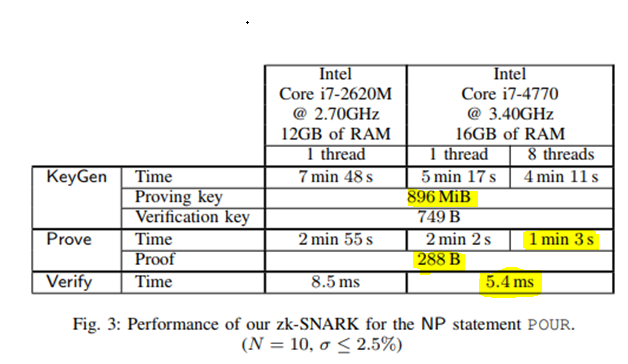 Intel Intel
Core i7-2620M Core i7-4770
@ 2.70GHz @ 3.40GHz
12GB of RAM 16GB of RAM
1 thread 1 thread 8 threads
KeyGen Time 7 min 48 s 5 min 17 s 4 min 11 s
Proving key 896 MiB
Verification key 749 B
Prove Time 2 min 55 s 2 min 2 s 1 min 3 s
Proof 288 B
Verify Time 8.5 ms 5.4 ms
Fig. 3: Performance of our zk-SNARK for the NP statement POUR.
(N = 10, σ ≤ 2.5%)